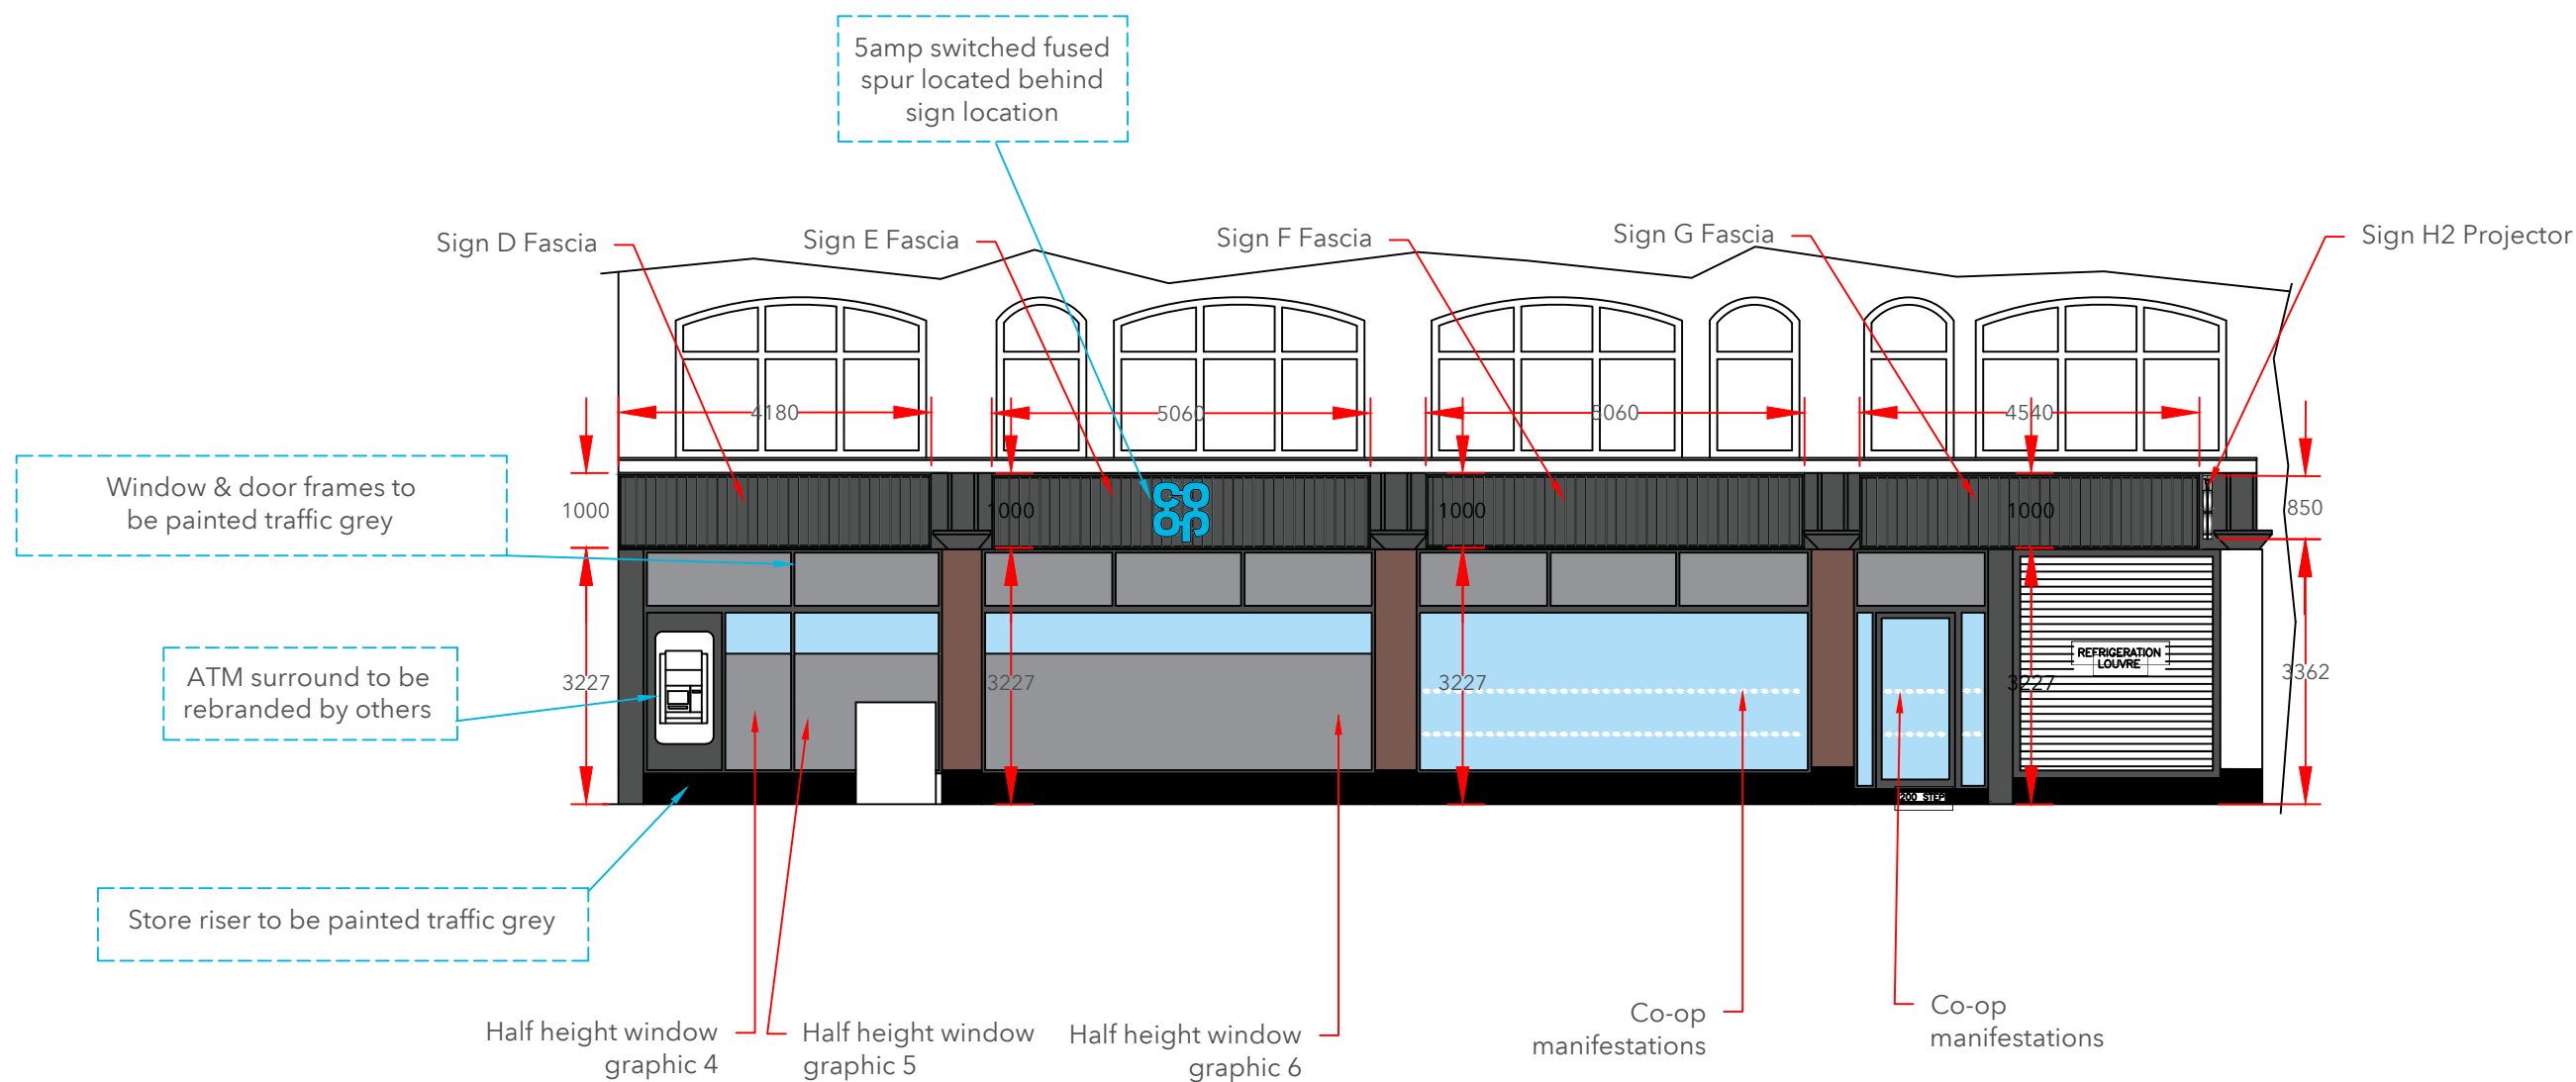 5amp switched fused
spur located behind
sign location
Sign D Fascia
Sign E Fascia
Sign F Fascia
Sign G Fascia
Sign H2 Projector
4180
5060
5060
4540
Window & door frames to
be painted traffic grey
1000
1000
1000
1000
850
co
op
ATM surround to be
rebranded by others
REFRIGERATION
LOUVRE
3227
3227
3227
3227
3362
200 STEP
Store riser to be painted traffic grey
Half height window
graphic 4
Half height window
graphic 5
Half height window
graphic 6
Co-op
manifestations
Co-op
manifestations